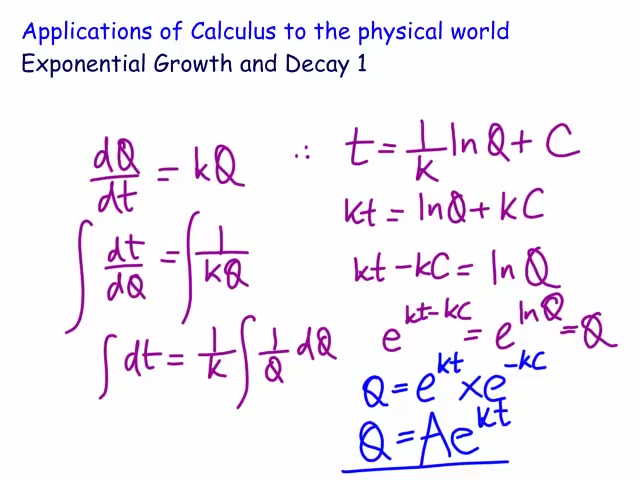 Applications of Calculus to the physical world
Exponential Growth and Decay 1
dQ/dt = kQ
∫ dt/dQ = ∫ 1/kQ
∫ dt = 1/k ∫ 1/Q dQ
∴ t = 1/k ln Q + C
kt = ln Q + kC
kt - kC = ln Q
e^(kt-kC) = e^(ln Q) = Q
Q = e^(kt) × e^(-kC)
Q = Ae^(kt)